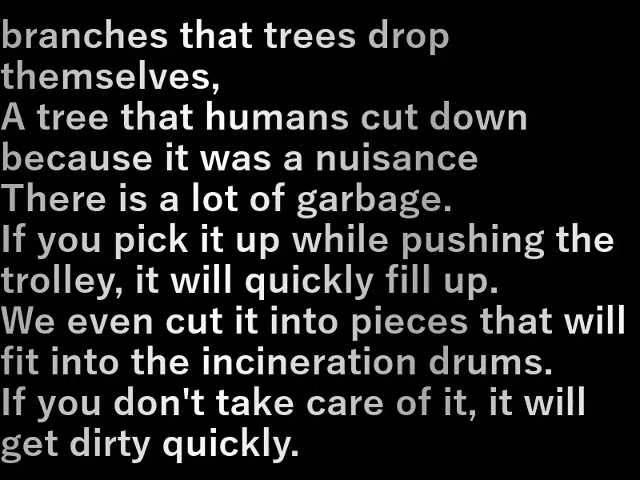 branches that trees drop
themselves,
A tree that humans cut down
because it was a nuisance
There is a lot of garbage.
If you pick it up while pushing the
trolley, it will quickly fill up.
We even cut it into pieces that will
fit into the incineration drums.
If you don't take care of it, it will
get dirty quickly.